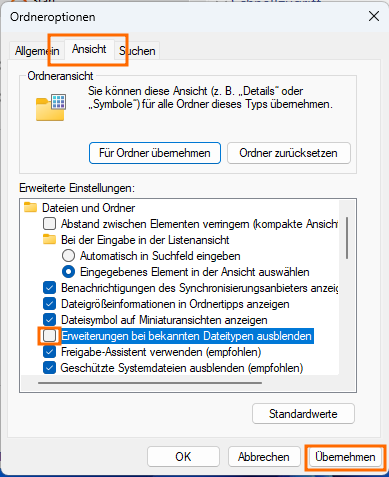 Ordneroptionen
Allgemein Ansicht Suchen
Ordneransicht
Sie können diese Ansicht (z. B. „Details“ oder
„Symbole“) für alle Ordner dieses Typs übernehmen.
Für Ordner übernehmen Ordner zurücksetzen
Erweiterte Einstellungen:
Dateien und Ordner
Abstand zwischen Elementen verringern (kompakte Ansich
Bei der Eingabe in der Listenansicht
Automatisch in Suchfeld eingeben
Eingegebenes Element in der Ansicht auswählen
Benachrichtigungen des Synchronisierungsanbieters anzeig
Dateigrößeinformationen in Ordnertipps anzeigen
Dateisymbol auf Miniaturansichten anzeigen
Erweiterungen bei bekannten Dateitypen ausblenden
Freigabe-Assistent verwenden (empfohlen)
Geschützte Systemdateien ausblenden (empfohlen)
Standardwerte
OK Abbrechen Übernehmen